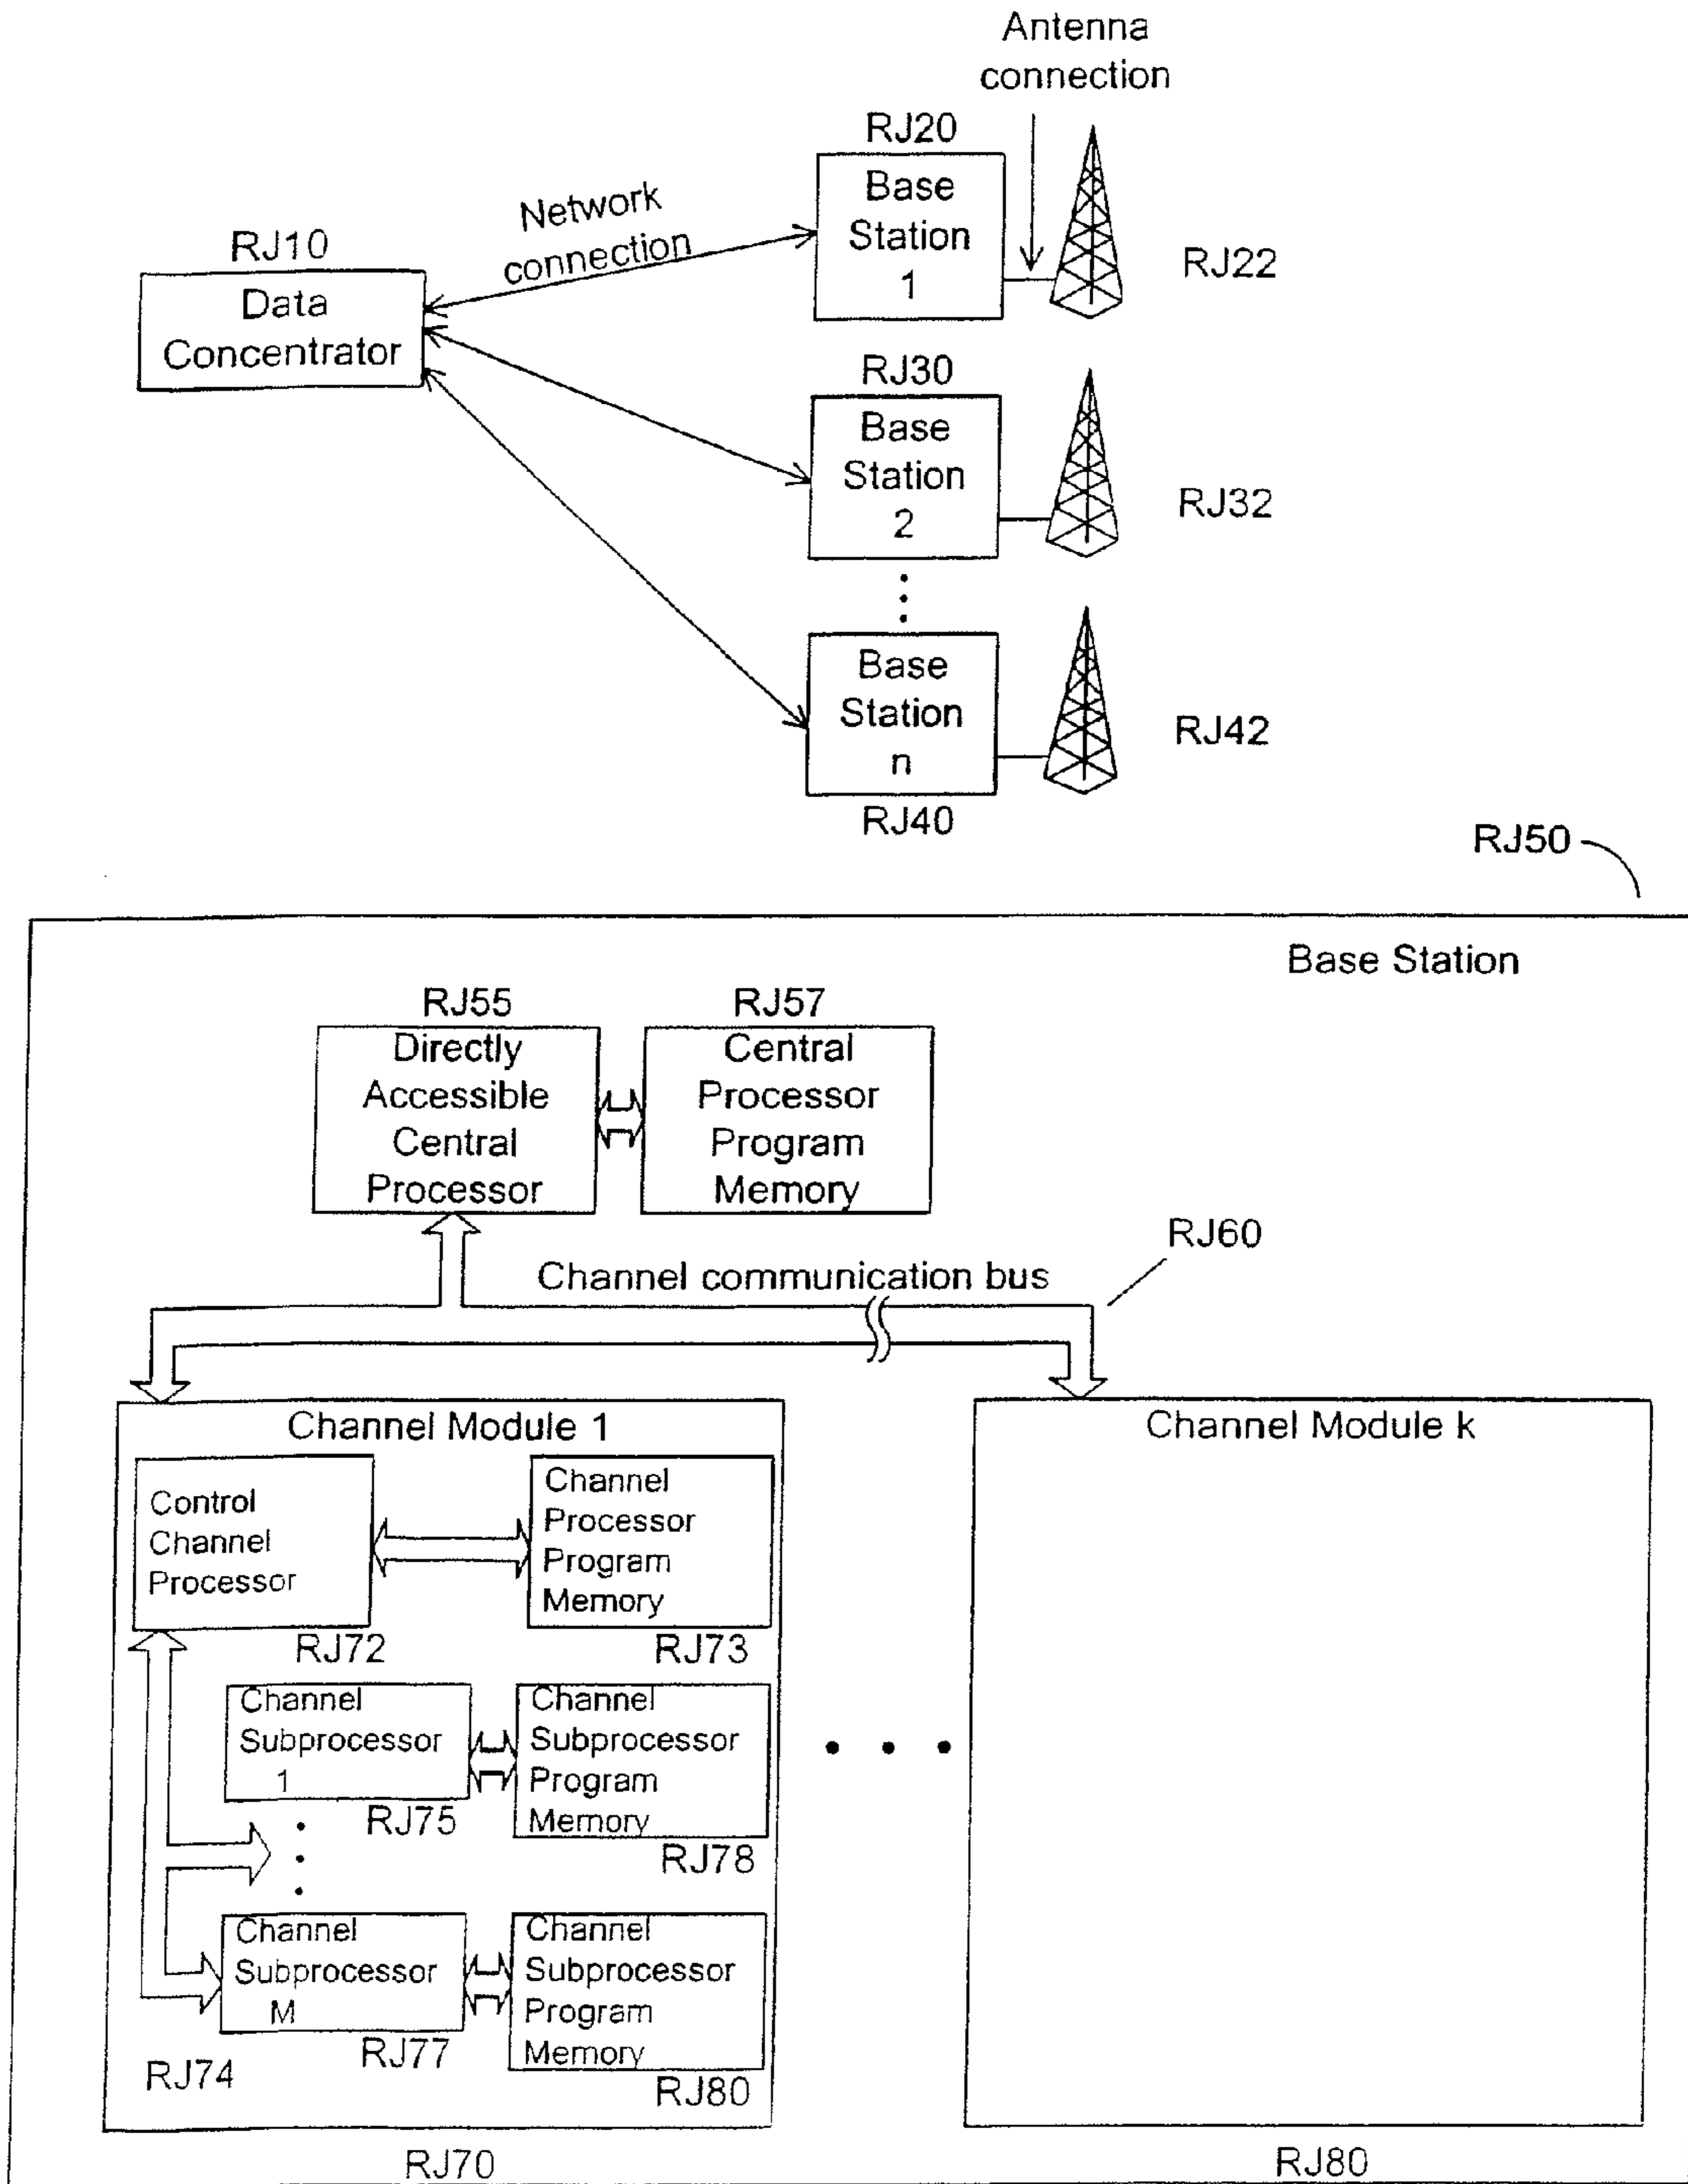 Antenna
connection
RJ20
Base
Station
1
Network
connection
RJ22
RJ10
Data
Concentrator
RJ30
Base
Station
2
RJ32
Base
Station
n
RJ42
RJ40
RJ50
Base Station
RJ55
RJ57
Directly
Accessible
Central
Processor
Central
Processor
Program
Memory
RJ60
Channel communication bus
Channel Module 1
Control
Channel
Processor
Channel
Processor
Program
Memory
RJ72
RJ73
Channel
Subprocessor
1
Channel
Subprocessor
Program
Memory
RJ75
RJ78
Channel
Subprocessor
M
Channel
Subprocessor
Program
Memory
RJ77
RJ74
RJ80
RJ70
Channel Module k
RJ80